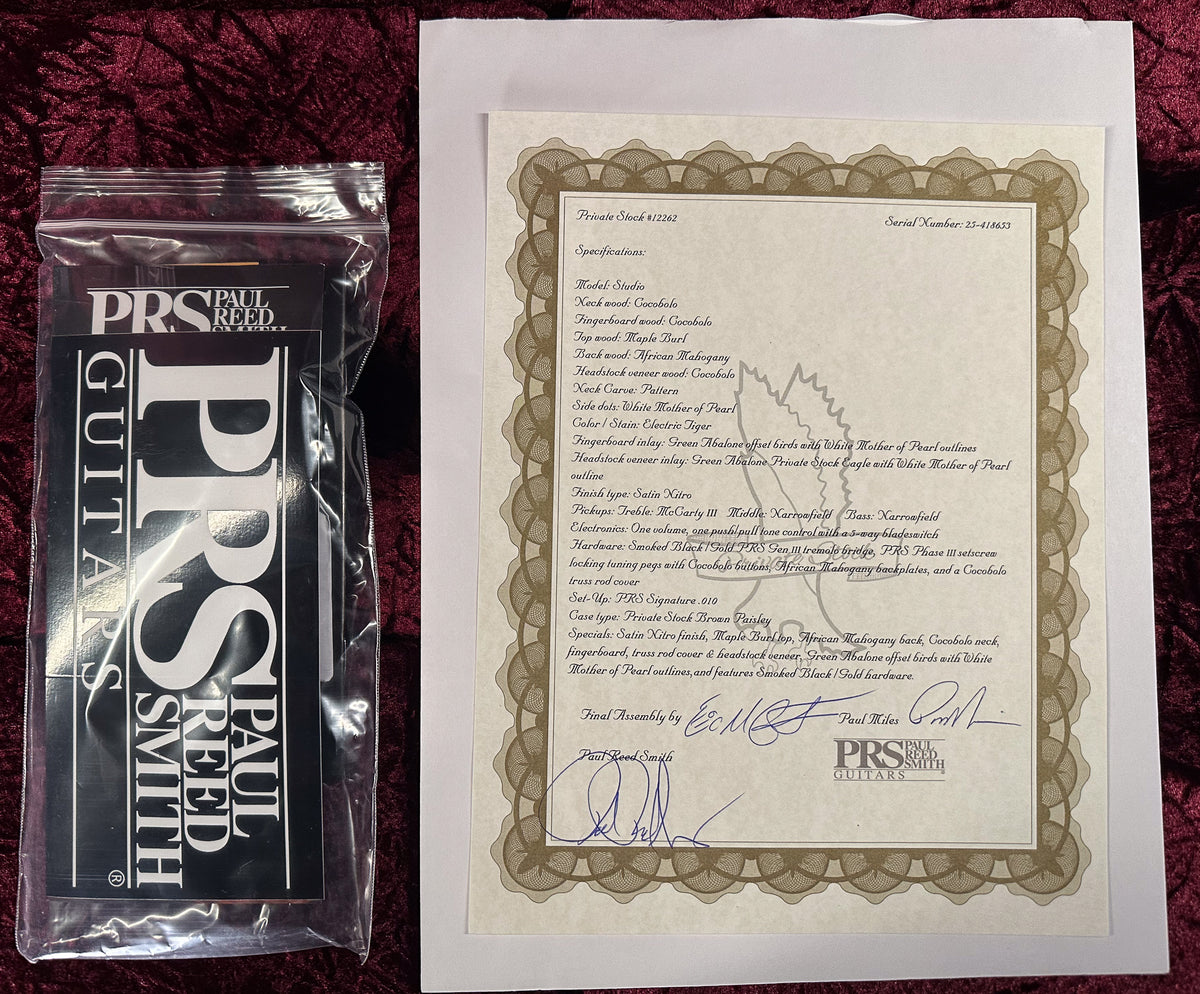 PRS PAUL
REED
SMITH
PRS PAUL
REED
SMITH
GUITARS
®
Private Stock #12262
Serial Number: 25-418653
Specifications:
Model: Studio
Neck wood: Cocobolo
Fingerboard wood: Cocobolo
Top wood: Maple Burl
Back wood: African Mahogany
Headstock veneer wood: Cocobolo
Neck Carve: Pattern
Side dots: White Mother of Pearl
Color / Stain: Electric Tiger
Fingerboard inlay: Green Abalone offset birds with White Mother of Pearl outlines
Headstock veneer inlay: Green Abalone Private Stock Eagle with White Mother of Pearl
outline
Finish type: Satin Nitro
Pickups: Treble: McCarty III Middle: Narrowfield Bass: Narrowfield
Electronics: One volume, one push/pull tone control with a 5-way bladeswitch
Hardware: Smoked Black/Gold PRS Gen III tremolo bridge, PRS Phase III setscrew
locking tuning pegs with Cocobolo buttons, African Mahogany backplates, and a Cocobolo
truss rod cover
Set-Up: PRS Signature .010
Case type: Private Stock Brown Paisley
Specials: Satin Nitro finish, Maple Burl top, African Mahogany back, Cocobolo neck,
fingerboard, truss rod cover & headstock veneer, Green Abalone offset birds with White
Mother of Pearl outlines, and features Smoked Black/Gold hardware.
Final Assembly by
Paul Miles
Paul Reed Smith
PRS PAUL
REED
SMITH
GUITARS ®